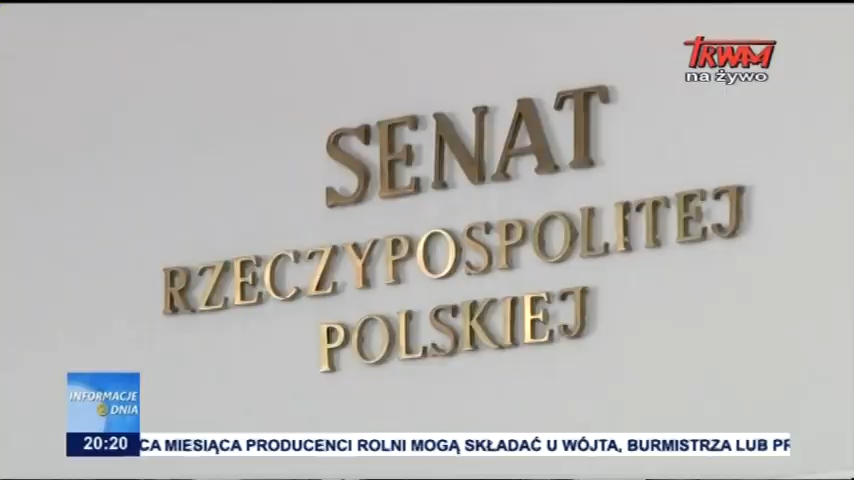 TRWAM
na żywo
SENAT
RZECZYPOSPOLITEJ
POLSKIEJ
INFORMACJE
DNIA
20:20
CA MIESIĄCA PRODUCENCI ROLNI MOGĄ SKŁADAĆ U WÓJTA, BURMISTRZA LUB PR